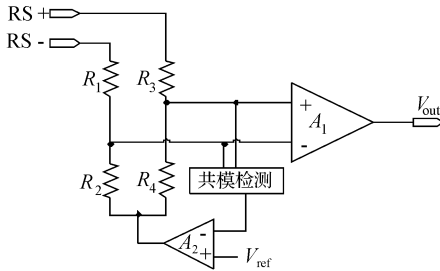 RS +
RS -
R1
R3
Vout
+
A1
-
R2
R4
共模检测
-
A2
+
Vref